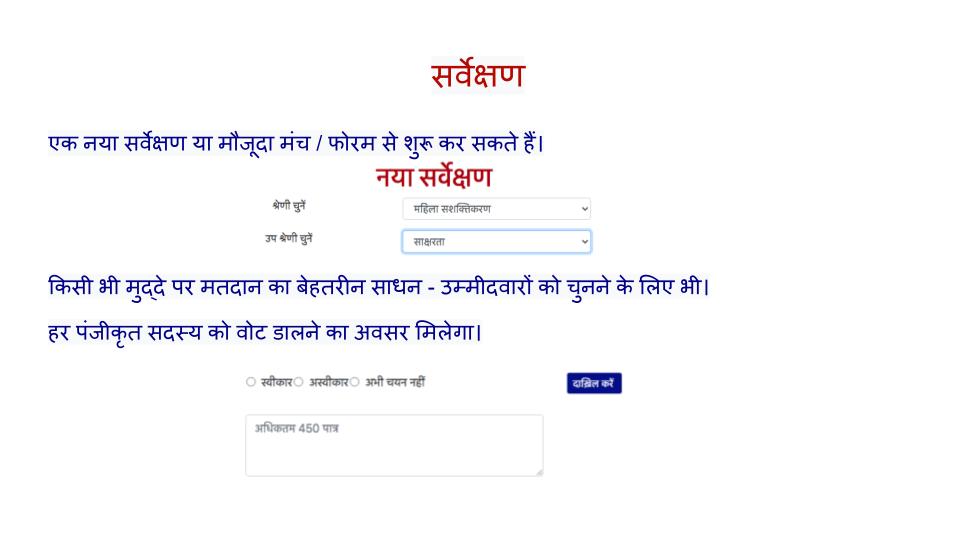 सर्वेक्षण
एक नया सर्वेक्षण या मौजूदा मंच / फोरम से शुरू कर सकते हैं।
नया सर्वेक्षण
श्रेणी चुनें महिला सशक्तिकरण
उप श्रेणी चुनें साक्षरता
किसी भी मुद्दे पर मतदान का बेहतरीन साधन - उम्मीदवारों को चुनने के लिए भी।
हर पंजीकृत सदस्य को वोट डालने का अवसर मिलेगा।
स्वीकार अस्वीकार अभी चयन नहीं दाखिल करें
अधिकतम 450 पात्र